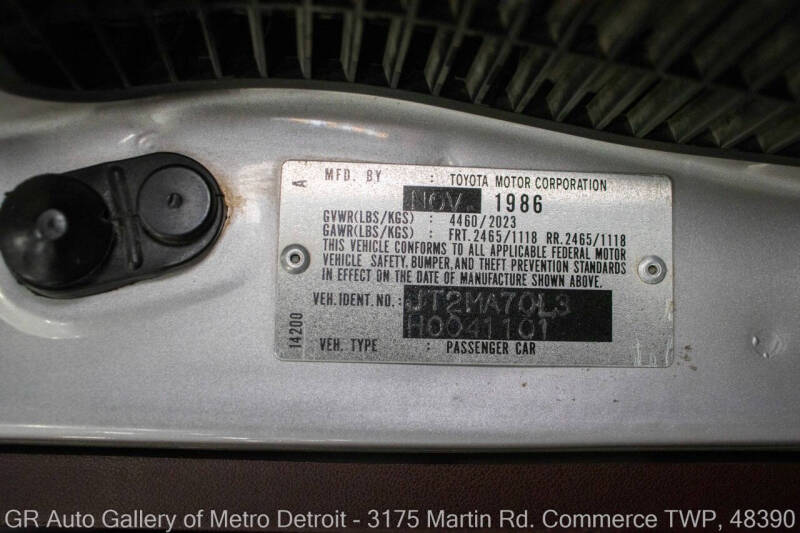 A MFD. BY : TOYOTA MOTOR CORPORATION
NOV. 1986
GVWR(LBS/KGS) : 4460/2023
GAWR(LBS/KGS) : FRT. 2465/1118 RR. 2465/1118
THIS VEHICLE CONFORMS TO ALL APPLICABLE FEDERAL MOTOR
VEHICLE SAFETY, BUMPER, AND THEFT PREVENTION STANDARDS
IN EFFECT ON THE DATE OF MANUFACTURE SHOWN ABOVE.
VEH. IDENT. NO. : JT2MA70L3
H0041101
14200
VEH. TYPE : PASSENGER CAR
GR Auto Gallery of Metro Detroit - 3175 Martin Rd. Commerce TWP, 48390